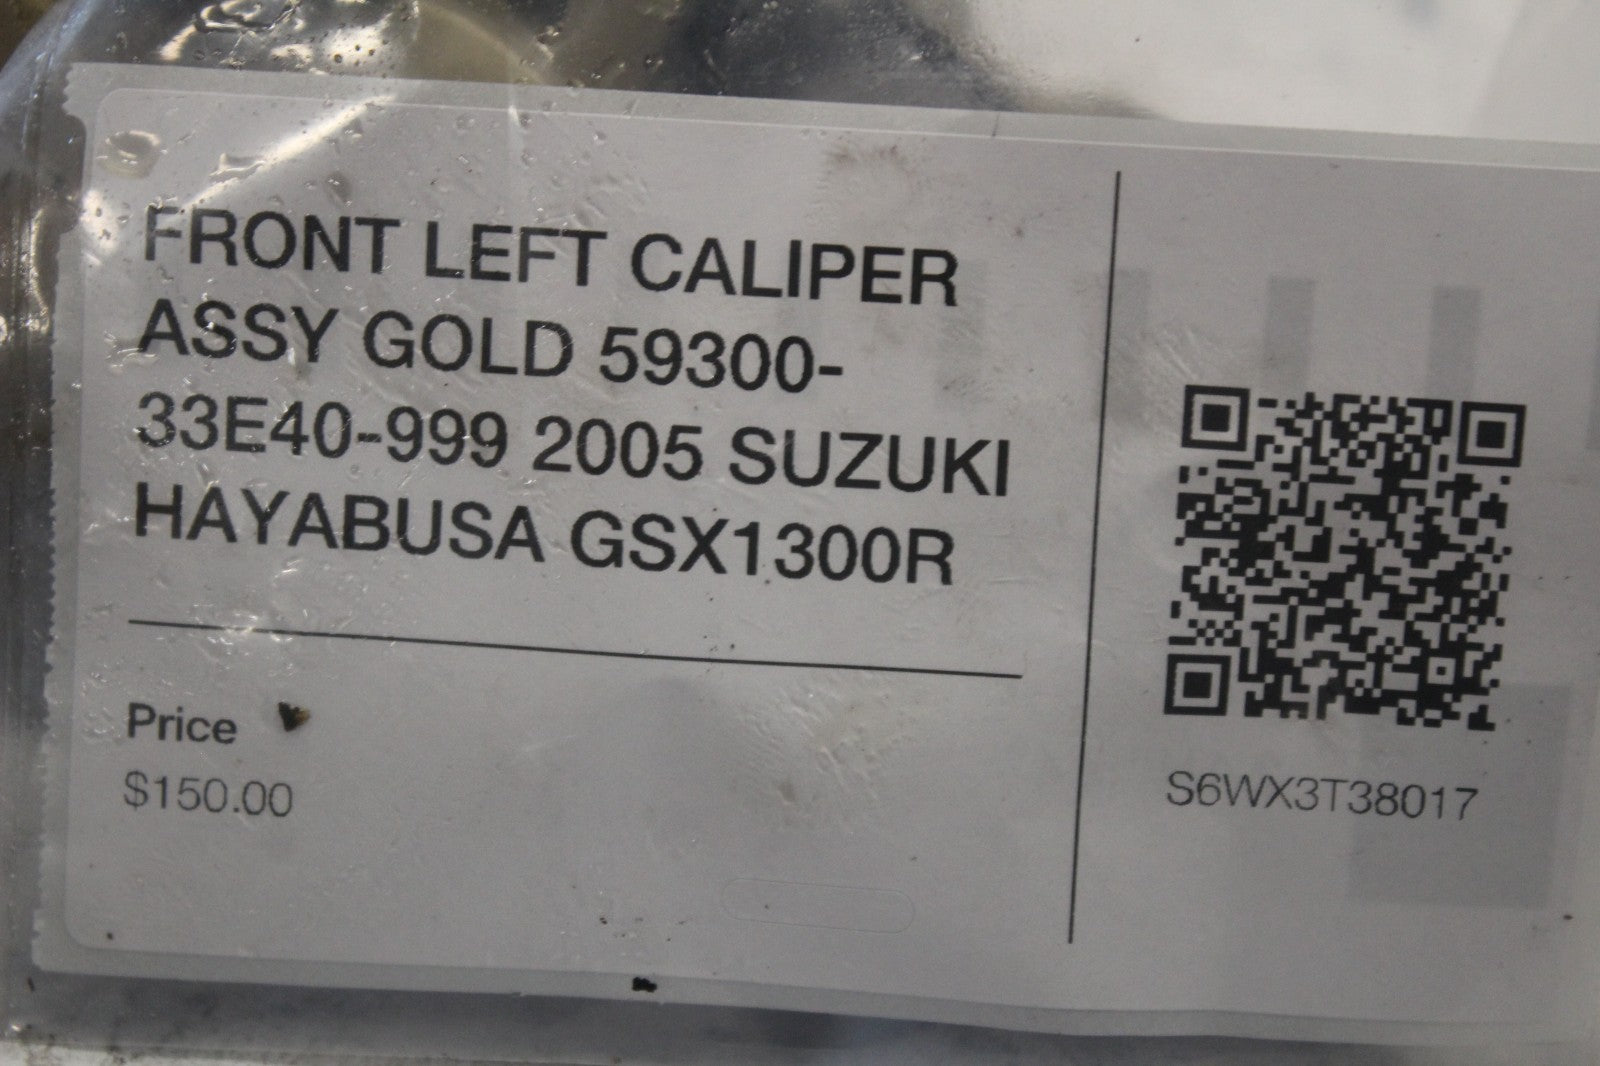 FRONT LEFT CALIPER
ASSY GOLD 59300-
33E40-999 2005 SUZUKI
HAYABUSA GSX1300R
Price
$150.00
S6WX3T38017